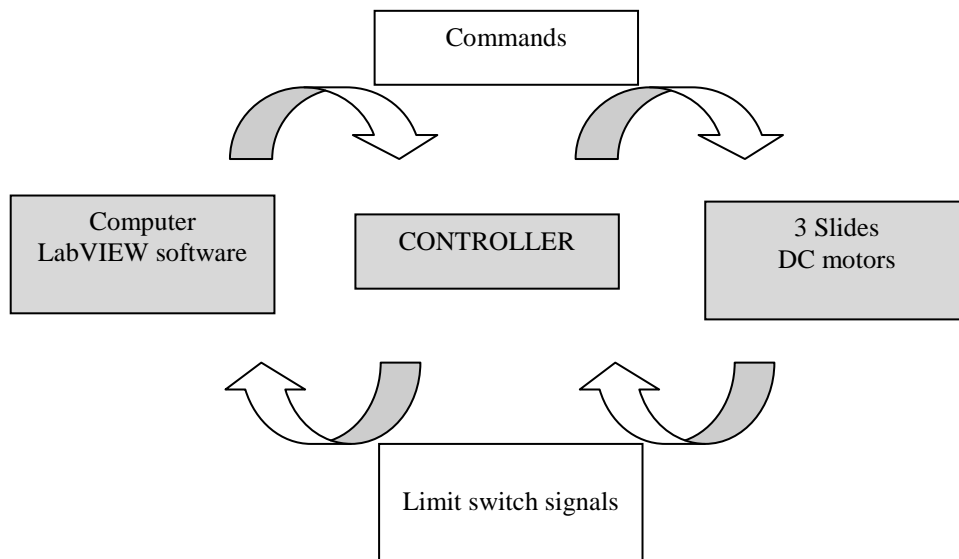 Commands
Computer
LabVIEW software
CONTROLLER
3 Slides
DC motors
Limit switch signals